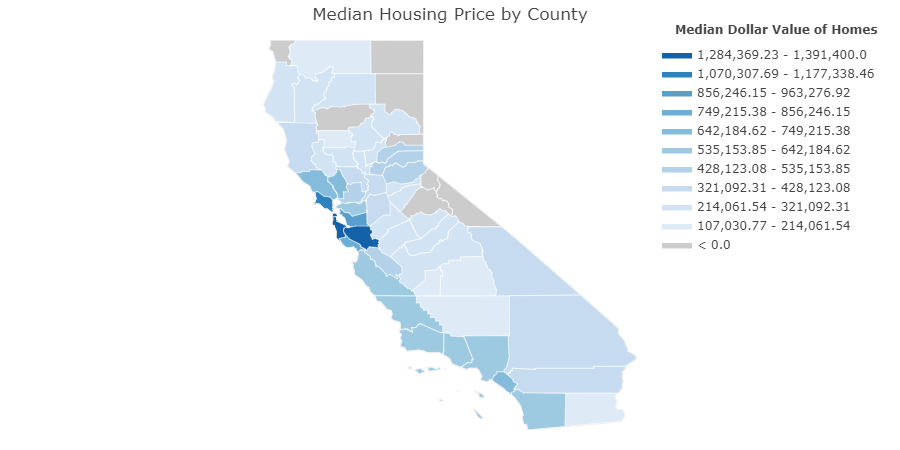 Median Housing Price by County
Median Dollar Value of Homes
1,284,369.23 - 1,391,400.0
1,070,307.69 - 1,177,338.46
856,246.15 - 963,276.92
749,215.38 - 856,246.15
642,184.62 - 749,215.38
535,153.85 - 642,184.62
428,123.08 - 535,153.85
321,092.31 - 428,123.08
214,061.54 - 321,092.31
107,030.77 - 214,061.54
< 0.0